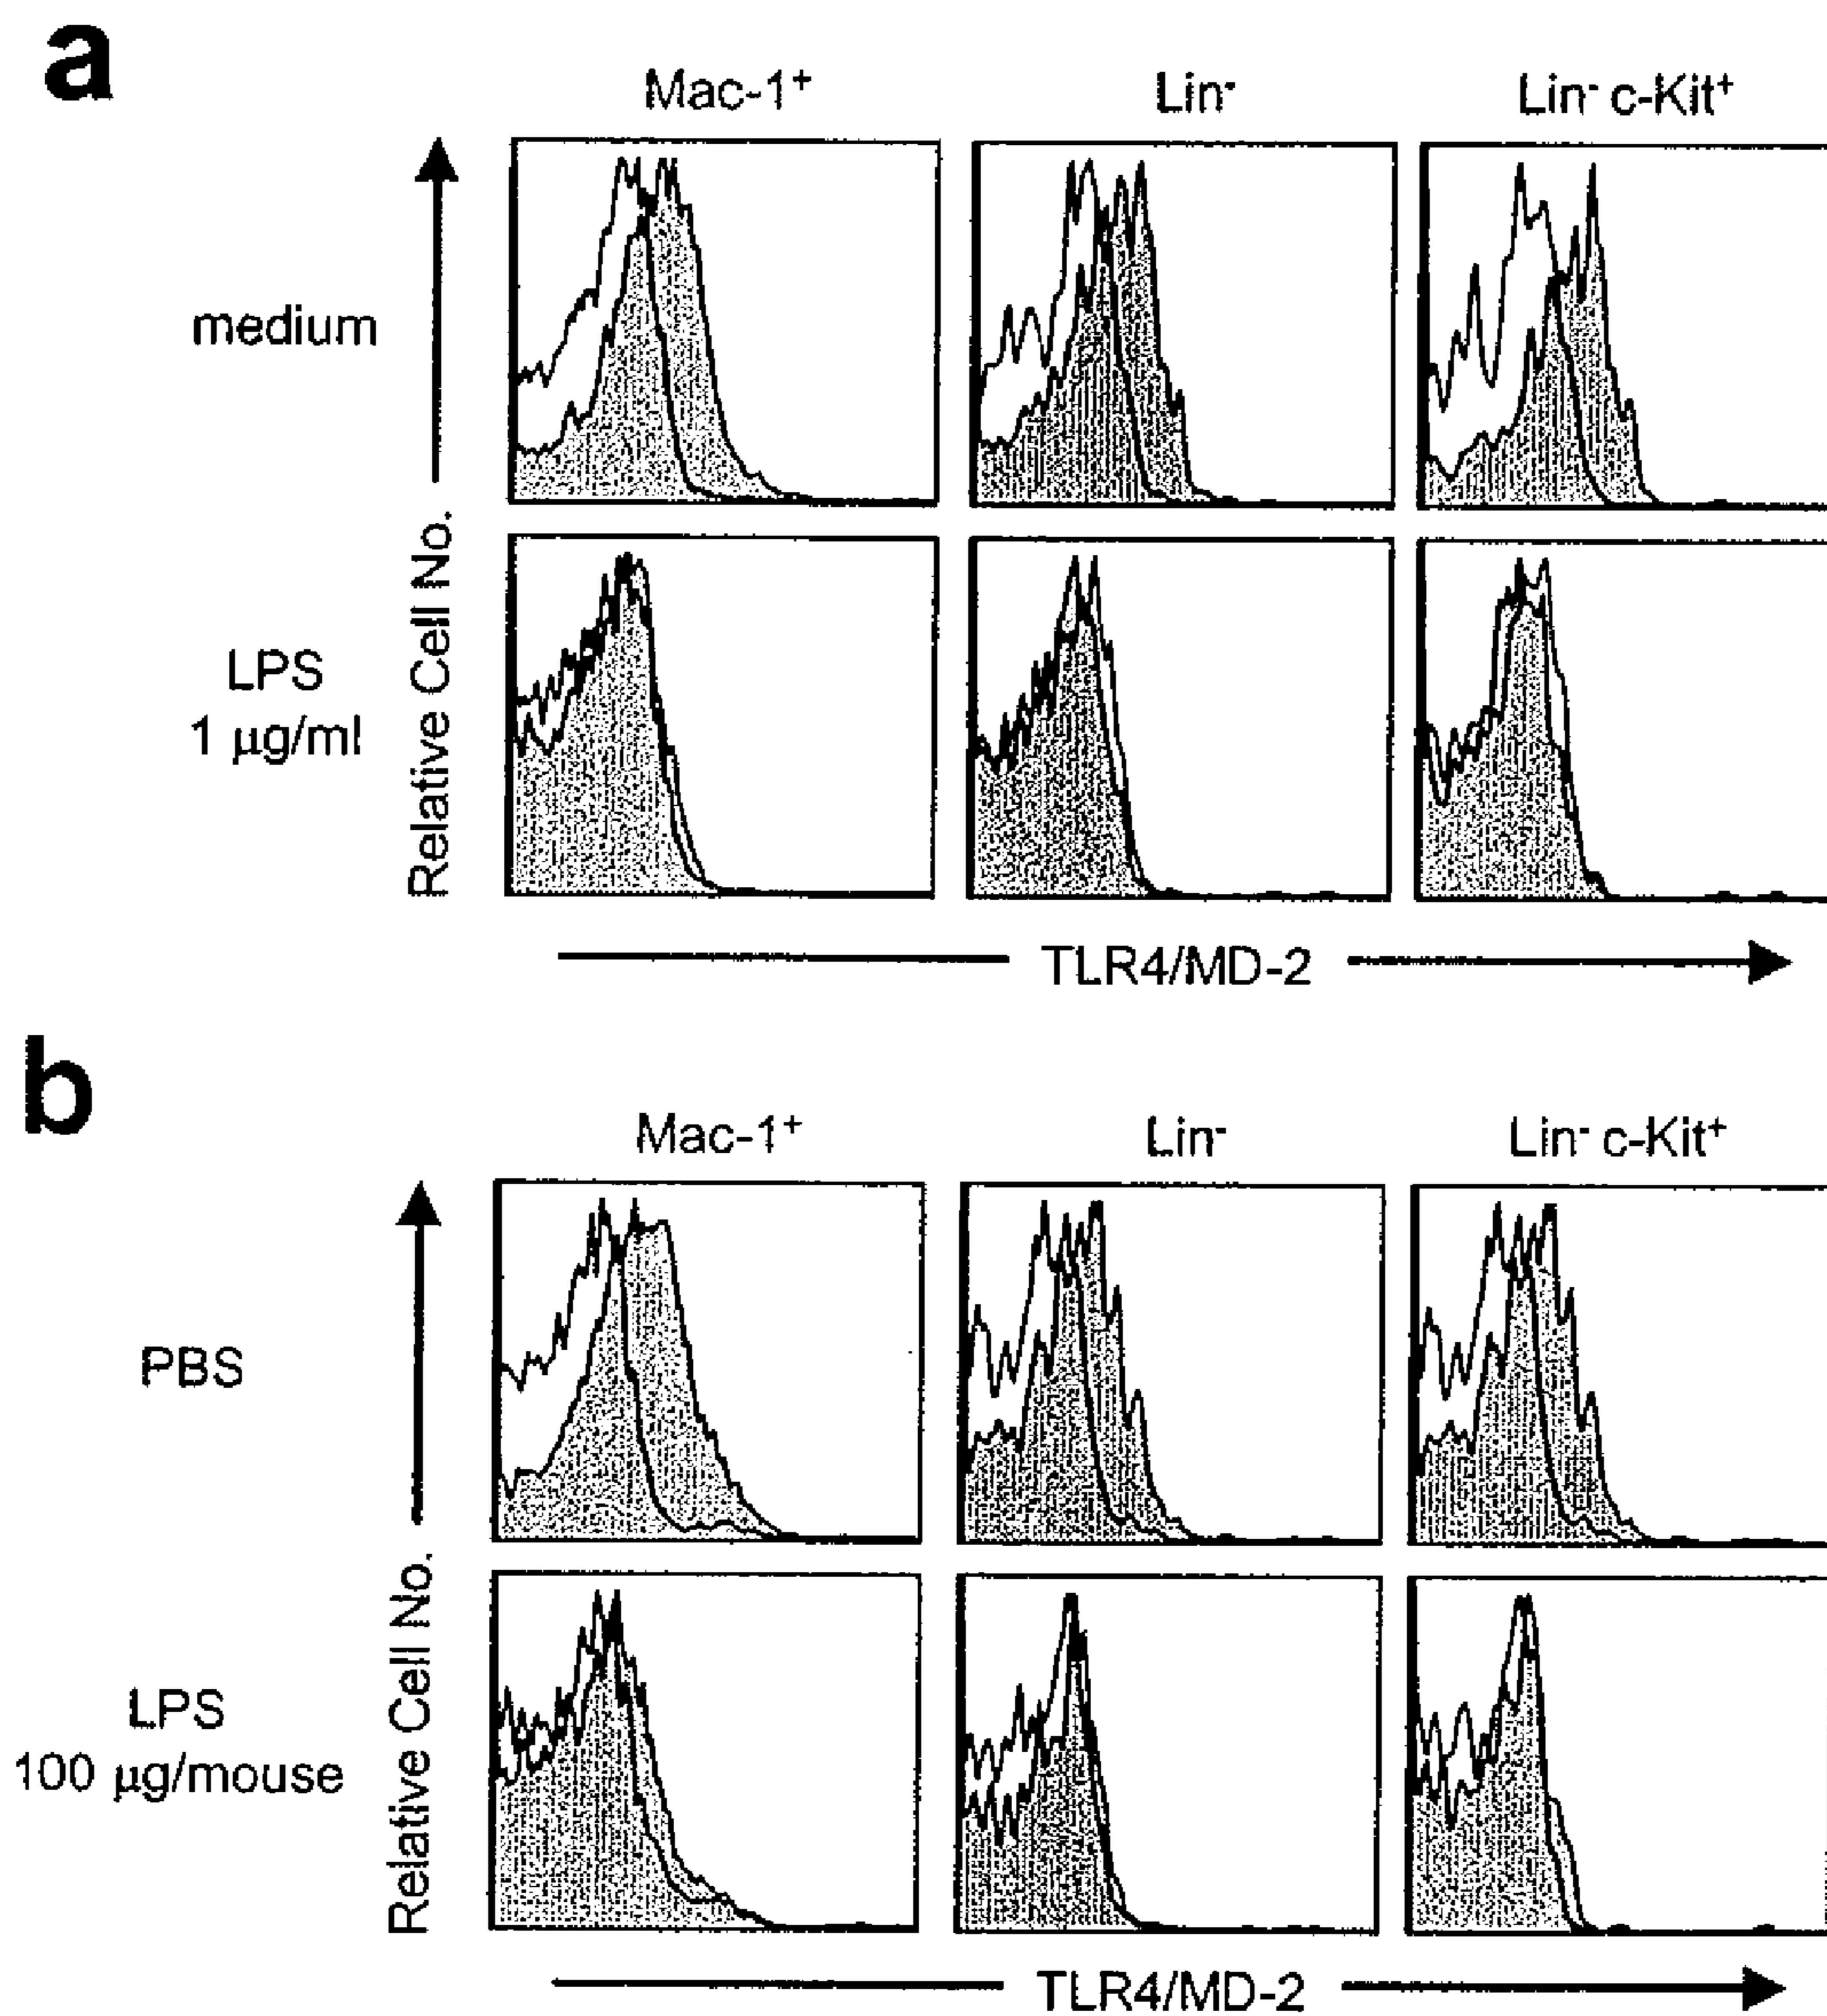 a
Mac-1⁺
Lin⁻
Lin⁻ c-Kit⁺
medium
LPS
1 µg/ml
Relative Cell No.
TLR4/MD-2
b
Mac-1⁺
Lin⁻
Lin⁻ c-Kit⁺
PBS
LPS
100 µg/mouse
Relative Cell No.
TLR4/MD-2